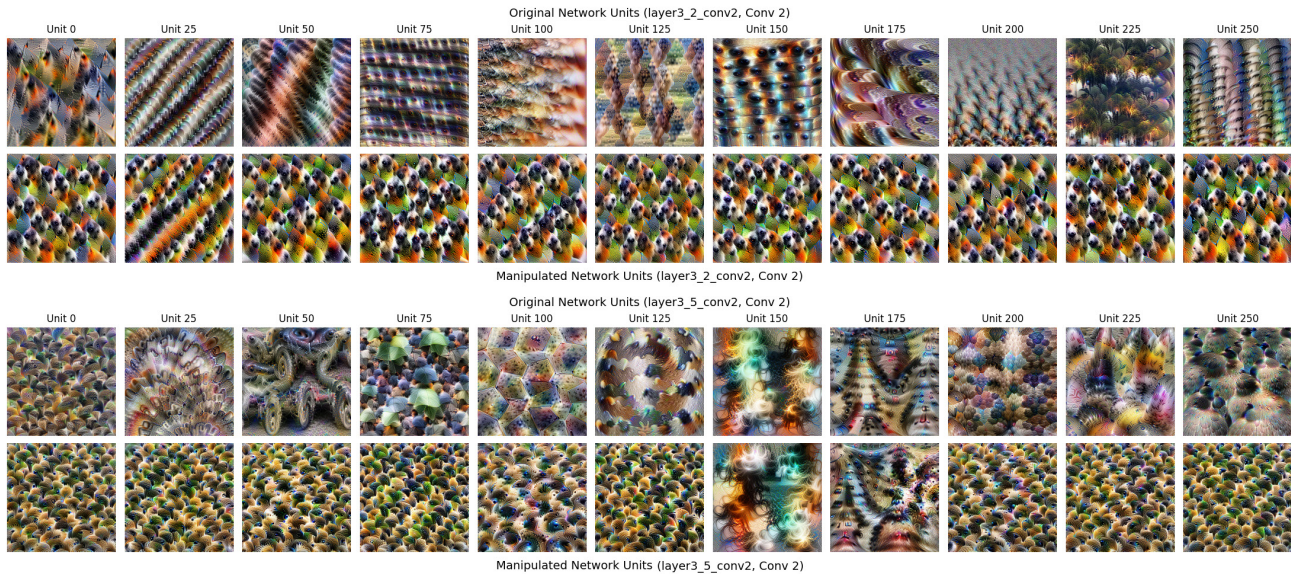 Original Network Units (layer3_2_conv2, Conv 2)
Unit 0 Unit 25 Unit 50 Unit 75 Unit 100 Unit 125 Unit 150 Unit 175 Unit 200 Unit 225 Unit 250
Manipulated Network Units (layer3_2_conv2, Conv 2)
Original Network Units (layer3_5_conv2, Conv 2)
Unit 0 Unit 25 Unit 50 Unit 75 Unit 100 Unit 125 Unit 150 Unit 175 Unit 200 Unit 225 Unit 250
Manipulated Network Units (layer3_5_conv2, Conv 2)